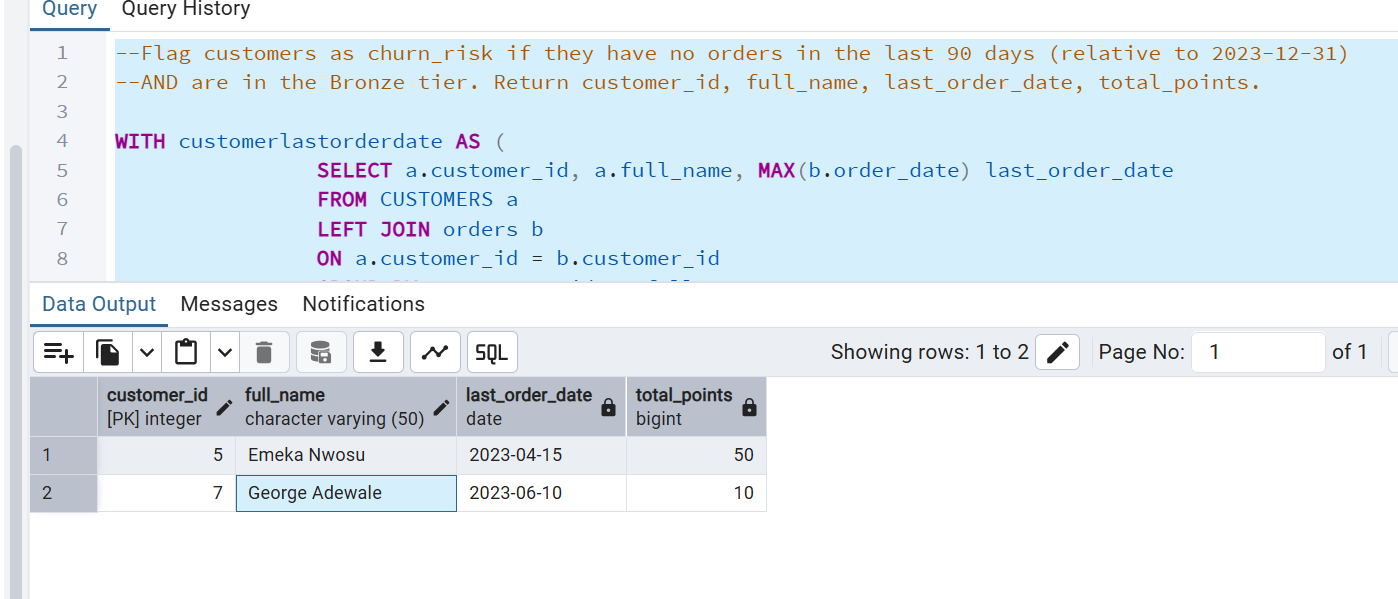 Query Query History
1 --Flag customers as churn_risk if they have no orders in the last 90 days (relative to 2023-12-31)
2 --AND are in the Bronze tier. Return customer_id, full_name, last_order_date, total_points.
3
4 WITH customerlastorderdate AS (
5 SELECT a.customer_id, a.full_name, MAX(b.order_date) last_order_date
6 FROM CUSTOMERS a
7 LEFT JOIN orders b
8 ON a.customer_id = b.customer_id
Data Output Messages Notifications
SQL Showing rows: 1 to 2 Page No: 1 of 1
customer_id full_name last_order_date total_points
[PK] integer character varying (50) date bigint
1 5 Emeka Nwosu 2023-04-15 50
2 7 George Adewale 2023-06-10 10